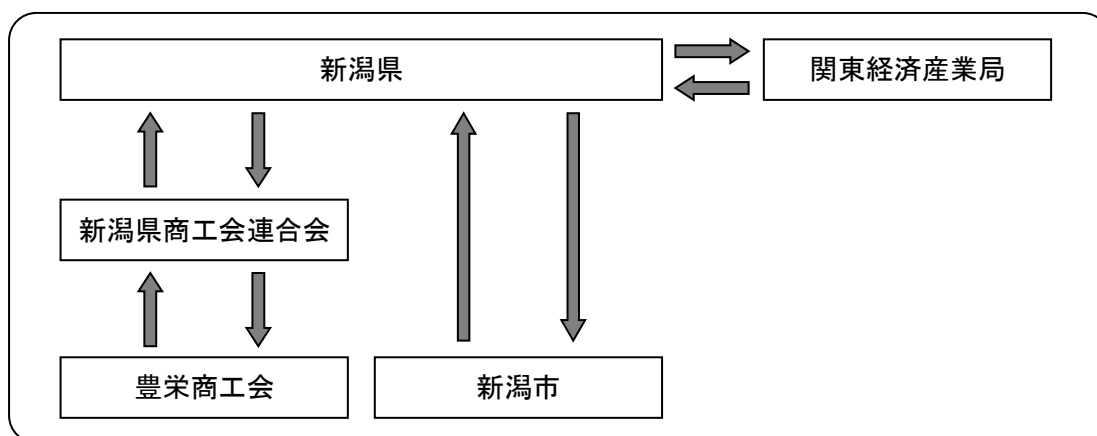 新潟県
関東経済産業局
新潟県商工会連合会
豊栄商工会
新潟市